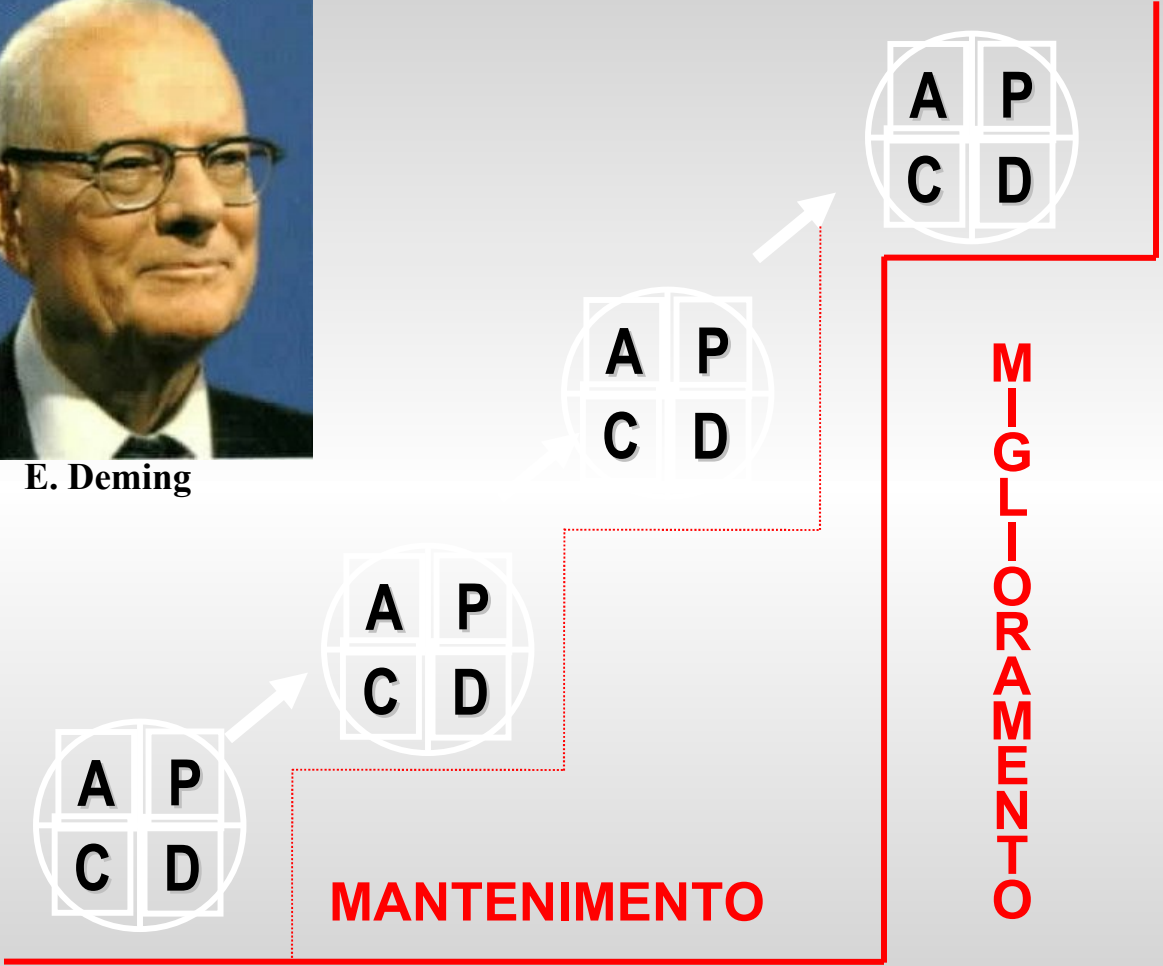 A P
C D
A P
C D
E. Deming
A P
C D
A P
C D
MANTENIMENTO
MIGLIORAMENTO